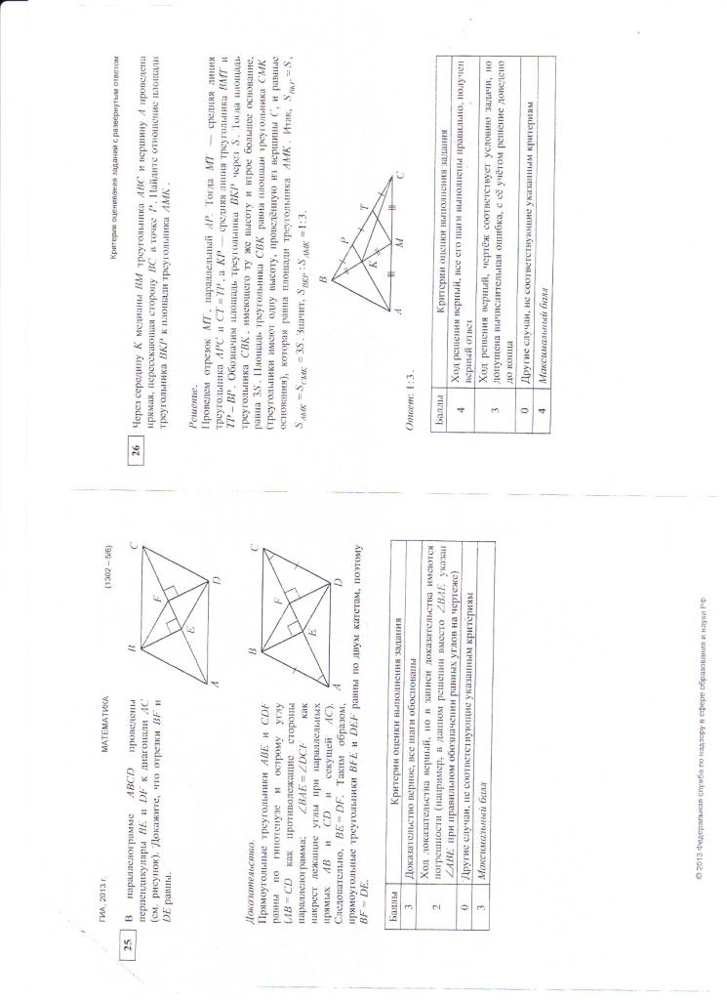 ГИА, 2013 г.
МАТЕМАТИКА
(1302 – 5/6)
25
В параллелограмме ABCD проведены
перпендикуляры BE и DF к диагонали AC
(см. рисунок). Докажите, что отрезки BF и
DE равны.
B
C
F
E
A
D
Доказательство.
Прямоугольные треугольники ABE и CDF
равны по гипотенузе и острому углу
(AB = CD как противолежащие стороны
параллелограмма; ∠BAE = ∠DCF как
накрест лежащие углы при параллельных
прямых AB и CD и секущей AC).
Следовательно, BE = DF. Таким образом,
прямоугольные треугольники BFE и DEF равны по двум катетам, поэтому
BF = DE.
B
C
F
E
A
D
Баллы
Критерии оценки выполнения задания
3
Доказательство верное, все шаги обоснованы
2
Ход доказательства верный, но в записи доказательства имеются
погрешности (например, в данном решении вместо ∠BAE указан
∠ABE при правильном обозначении равных углов на чертеже)
0
Другие случаи, не соответствующие указанным критериям
3
Максимальный балл
© 2013 Федеральная служба по надзору в сфере образования и науки РФ
Критерии оценивания заданий с развёрнутым ответом
26
Через середину K медианы BM треугольника ABC и вершину A проведена
прямая, пересекающая сторону BC в точке P. Найдите отношение площади
треугольника BKP к площади треугольника AMK.
Решение.
Проведем отрезок MT, параллельный AP. Тогда MT — средняя линия
треугольника APC и CT = TP, а KP — средняя линия треугольника BMT и
TP = BP. Обозначим площадь треугольника BKP через S. Тогда площадь
треугольника CBK, имеющего ту же высоту и втрое большее основание,
равна 3S. Площадь треугольника CBK равна площади треугольника CMK
(треугольники имеют одну высоту, проведённую из вершины C, и равные
основания), которая равна площади треугольника AMK. Итак, S BKP = S,
S AMK = S CMK = 3S. Значит, S BKP : S AMK = 1:3.
B
P
K
T
A
M
C
Ответ: 1:3.
Баллы
Критерии оценки выполнения задания
4
Ход решения верный, все его шаги выполнены правильно, получен
верный ответ
3
Ход решения верный, чертёж соответствует условию задачи, но
допущена вычислительная ошибка, с её учётом решение доведено
до конца
0
Другие случаи, не соответствующие указанным критериям
4
Максимальный балл